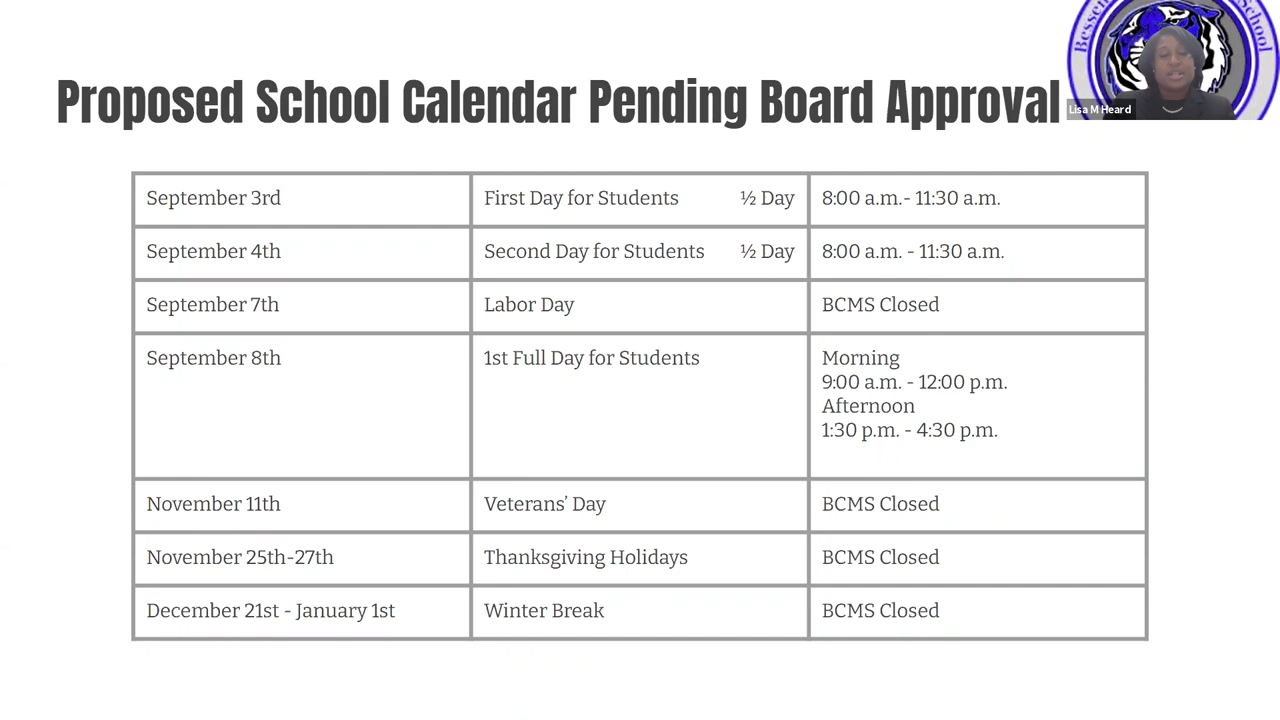 Proposed School Calendar Pending Board Approval
Lisa M Heard
September 3rd First Day for Students ½ Day 8:00 a.m.- 11:30 a.m.
September 4th Second Day for Students ½ Day 8:00 a.m. - 11:30 a.m.
September 7th Labor Day BCMS Closed
September 8th 1st Full Day for Students Morning
9:00 a.m. - 12:00 p.m.
Afternoon
1:30 p.m. - 4:30 p.m.
November 11th Veterans’ Day BCMS Closed
November 25th-27th Thanksgiving Holidays BCMS Closed
December 21st - January 1st Winter Break BCMS Closed